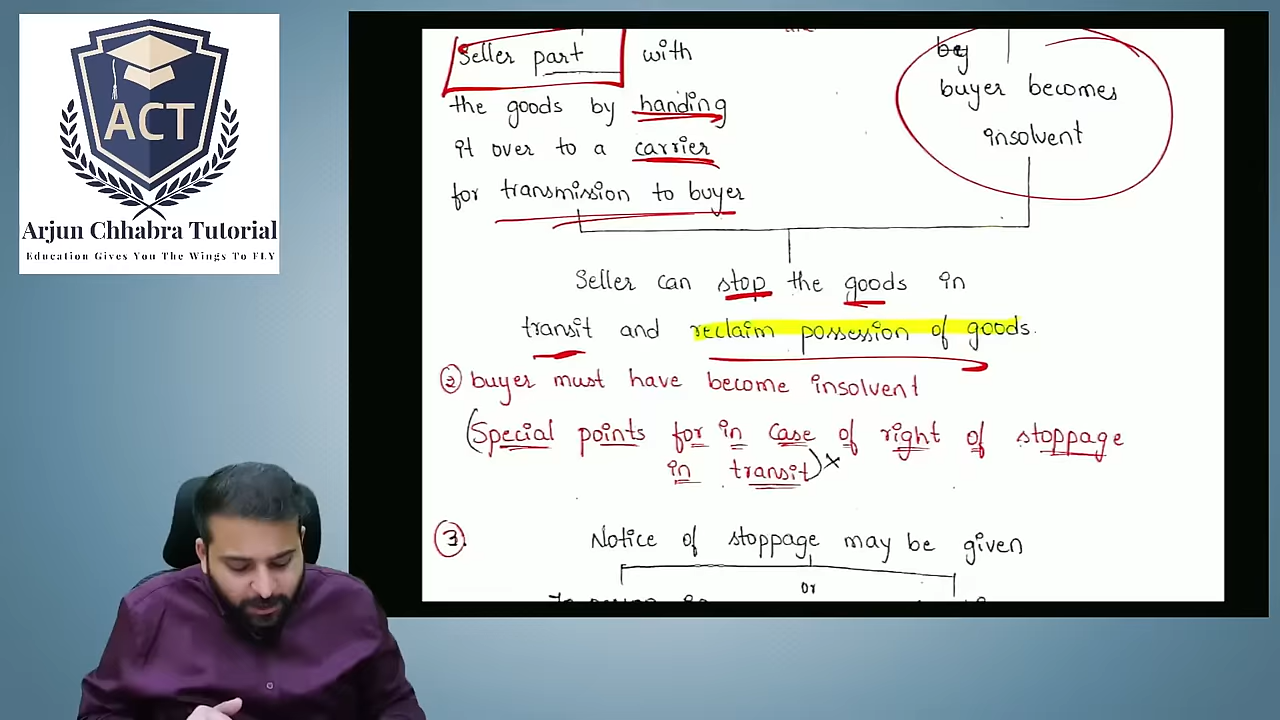 ACT
Arjun Chhabra Tutorial
Education Gives You The Wings To FLY
Seller part with
the goods by handing
it over to a carrier
for transmission to buyer
by
buyer becomes
insolvent
Seller can stop the goods in
transit and reclaim possession of goods.
② buyer must have become insolvent
(Special points for in case of right of stoppage
in transit) x
③. Notice of stoppage may be given
or